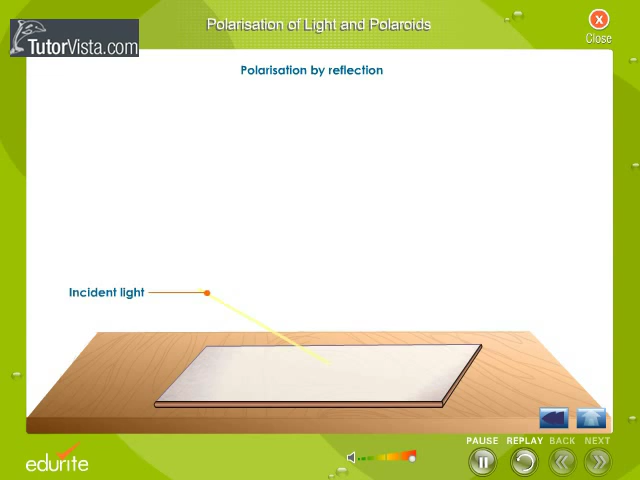 Polarisation of Light and Polaroids
X
Close
TutorVista.com
Polarisation by reflection
Incident light
PAUSE REPLAY BACK NEXT
edurite